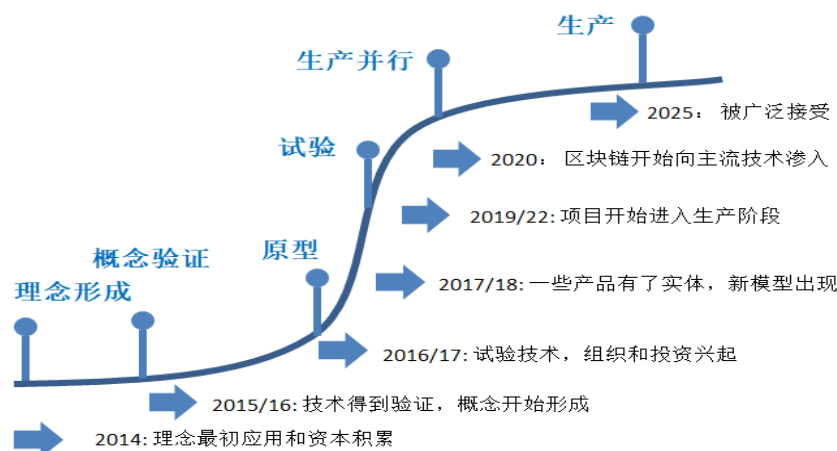 生产
生产并行
2025： 被广泛接受
试验
2020： 区块链开始向主流技术渗入
2019/22: 项目开始进入生产阶段
概念验证
原型
理念形成
2017/18: 一些产品有了实体，新模型出现
2016/17: 试验技术，组织和投资兴起
2015/16: 技术得到验证，概念开始形成
2014: 理念最初应用和资本积累